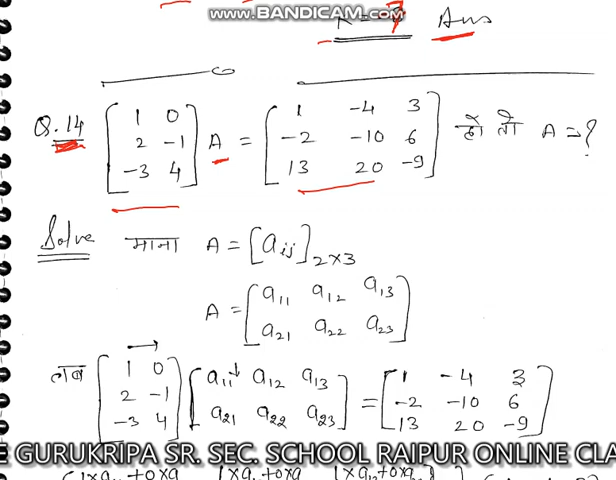 www.BANDICAM.com
Ans
Q.14 [1 0 / 2 -1 / -3 4] A = [1 -4 3 / -2 -10 6 / 13 20 -9] हो तो A = ?
Solve माना A = [aij]2×3
A = [a11 a12 a13 / a21 a22 a23]
तब [1 0 / 2 -1 / -3 4] [a11 a12 a13 / a21 a22 a23] = [1 -4 3 / -2 -10 6 / 13 20 -9]
E GURUKRIPA SR. SEC. SCHOOL RAIPUR ONLINE CLA